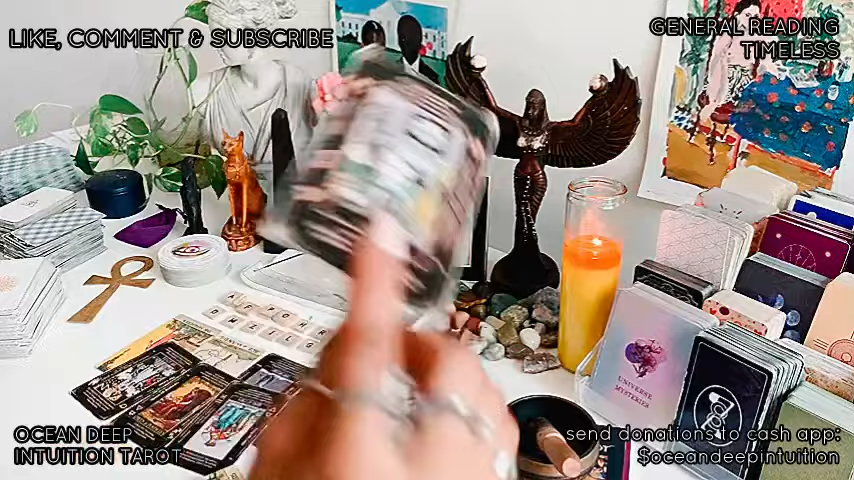 LIKE, COMMENT & SUBSCRIBE
GENERAL READING
TIMELESS
UNIVERSE
MYSTERIES
OCEAN DEEP
INTUITION TAROT
send donations to cash app:
$oceandeepintuition